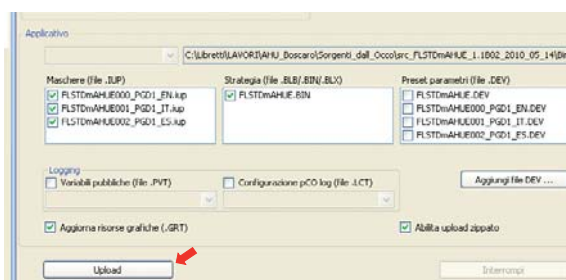 Applicativo
C:\Libretti\LAVORI\AHU_Boscaro\Sorgenti_dall_Occo\src_FLSTDmAHUE_1.1B02_2010_05_14\Bin
Maschere (file .IUP)
Strategia (file .BLB/.BIN/.BLX)
Preset parametri (file .DEV)
FLSTDmAHUE000_PGD1_EN.iup
FLSTDmAHUE.BIN
FLSTDmAHUE.DEV
FLSTDmAHUE001_PGD1_IT.iup
FLSTDmAHUE000_PGD1_EN.DEV
FLSTDmAHUE002_PGD1_ES.iup
FLSTDmAHUE001_PGD1_IT.DEV
FLSTDmAHUE002_PGD1_ES.DEV
Logging
Variabili pubbliche (file .PVT)
Configurazione pCO log (file .LCT)
Aggiungi file DEV ...
Aggiorna risorse grafiche (.GRT)
Abilita upload zippato
Upload
Interrompi